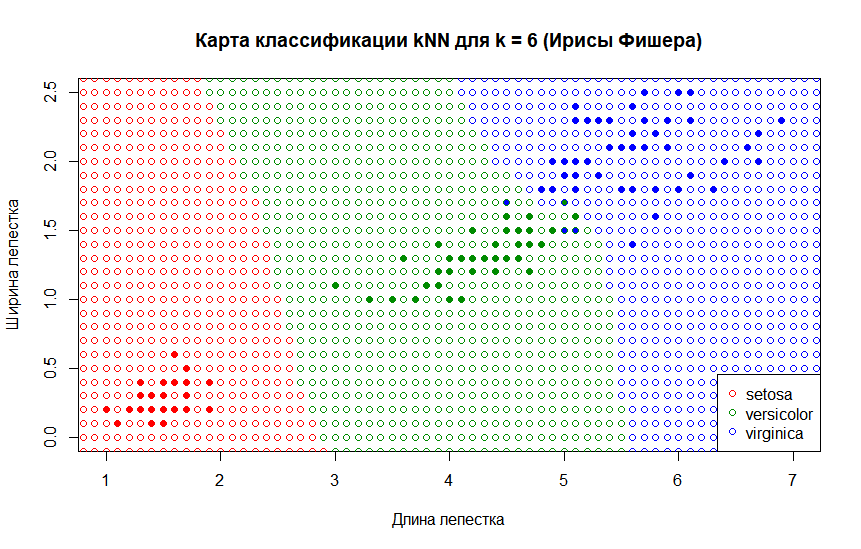 Карта классификации kNN для k = 6 (Ирисы Фишера)
Ширина лепестка
2.5
2.0
1.5
1.0
0.5
0.0
setosa
versicolor
virginica
1 2 3 4 5 6 7
Длина лепестка